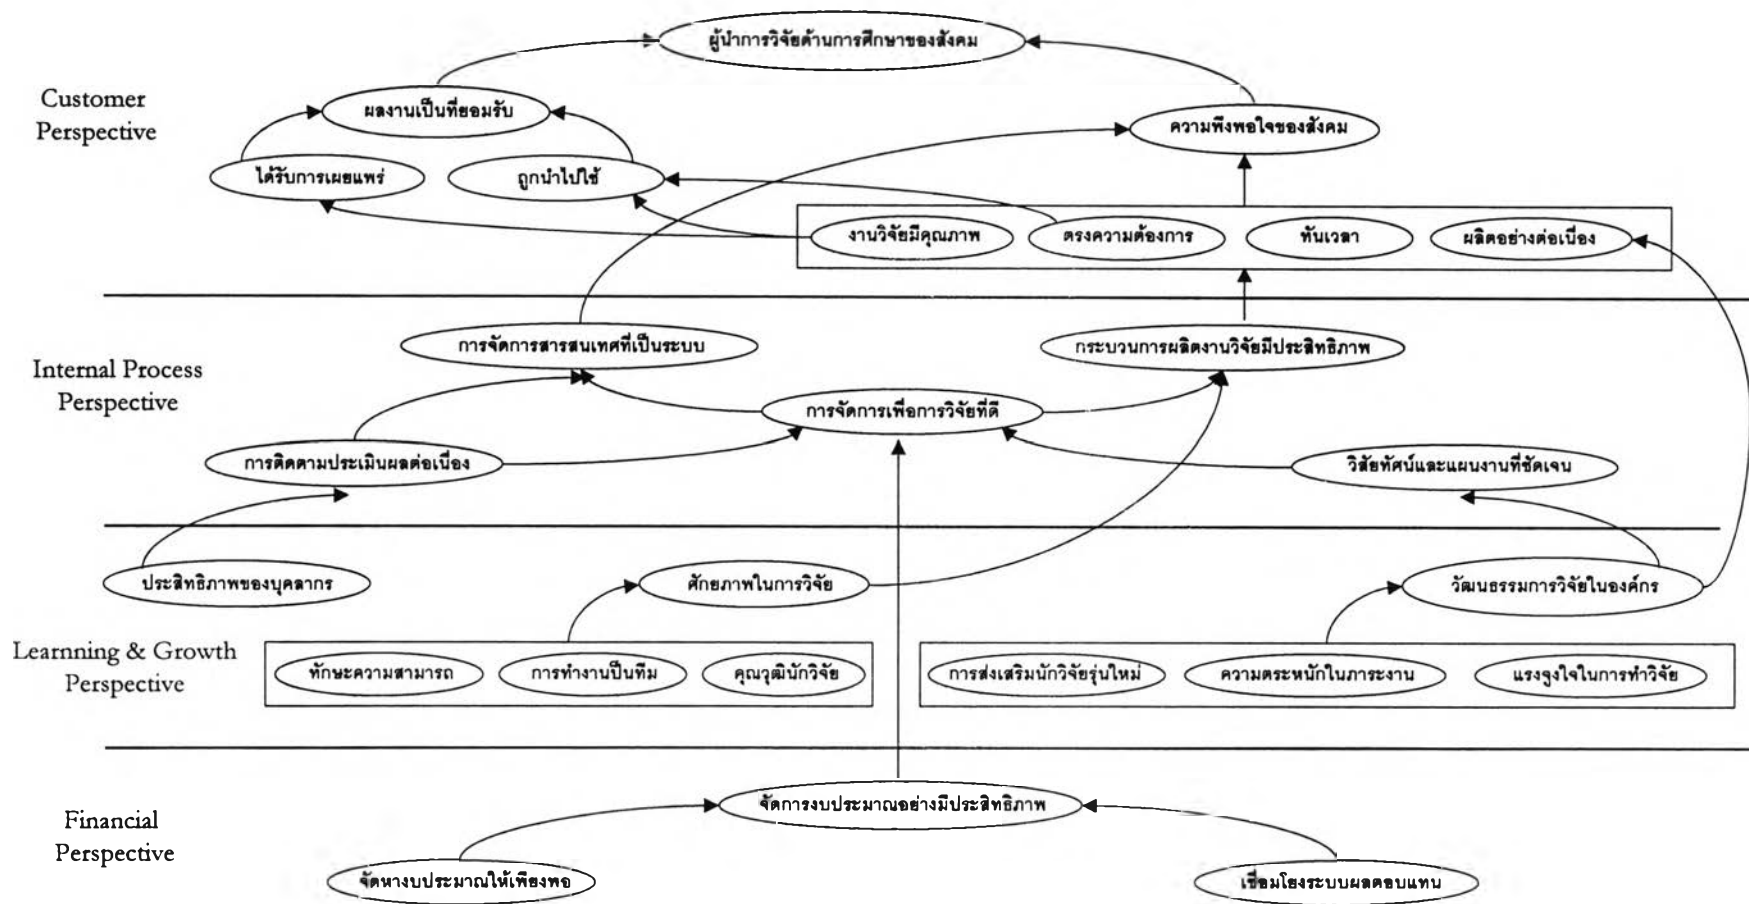 ผู้นำการวิจัยด้านการศึกษาของสังคม
Customer
Perspective
ผลงานเป็นที่ยอมรับ
ความพึงพอใจของสังคม
ได้รับการเผยแพร่
ถูกนำไปใช้
งานวิจัยมีคุณภาพ
ตรงความต้องการ
ทันเวลา
ผลิตอย่างต่อเนื่อง
Internal Process
Perspective
การจัดการสารสนเทศที่เป็นระบบ
กระบวนการผลิตงานวิจัยมีประสิทธิภาพ
การจัดการเพื่อการวิจัยที่ดี
การติดตามประเมินผลต่อเนื่อง
วิสัยทัศน์และแผนงานที่ชัดเจน
ประสิทธิภาพของบุคลากร
ศักยภาพในการวิจัย
วัฒนธรรมการวิจัยในองค์กร
Learnning & Growth
Perspective
ทักษะความสามารถ
การทำงานป็นทีม
คุณวุฒินักวิจัย
การส่งเสริมนักวิจัยรุ่นใหม่
ความตระหนักในภาระงาน
แรงจูงใจในการทำวิจัย
Financial
Perspective
จัดการงบประมาณอย่างมีประสิทธิภาพ
จัดหางบประมาณให้เพียงพอ
เชื่อมโยงระบบผลตอบแทน